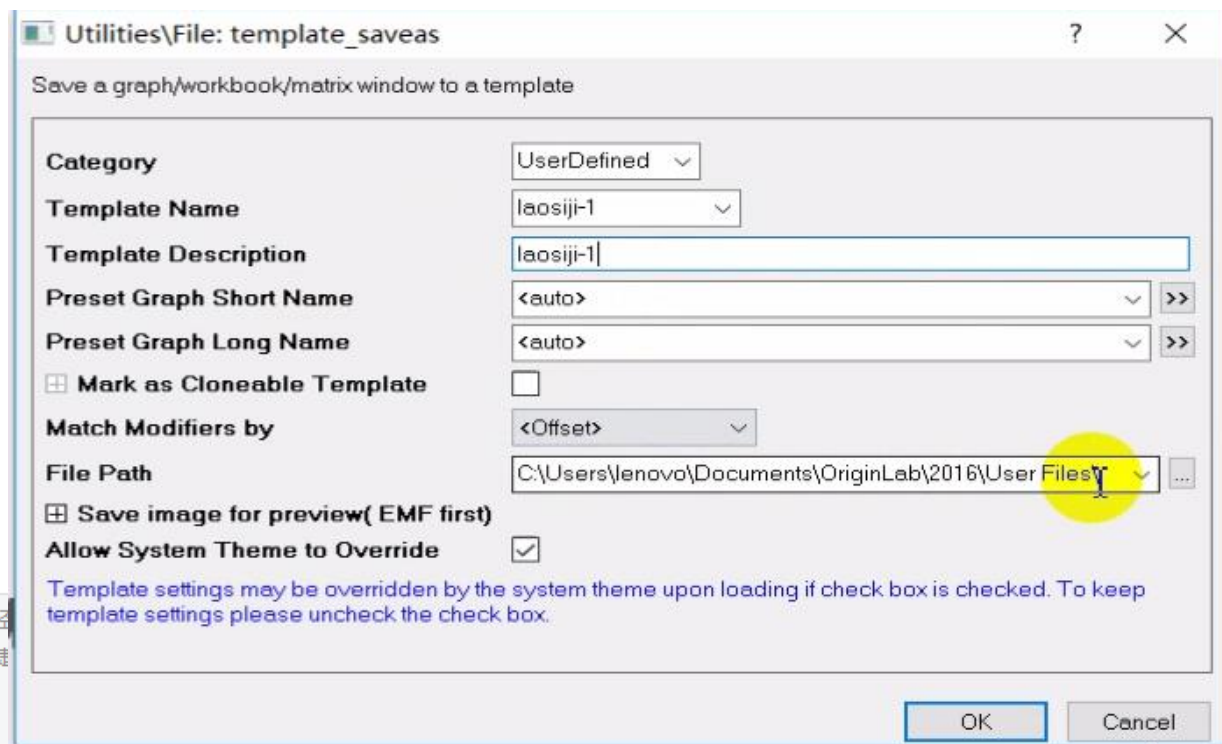 Utilities\File: template_saveas ?
Save a graph/workbook/matrix window to a template
Category UserDefined
Template Name laosiji-1
Template Description laosiji-1
Preset Graph Short Name <auto> >>
Preset Graph Long Name <auto> >>
Mark as Cloneable Template
Match Modifiers by <Offset>
File Path C:\Users\lenovo\Documents\OriginLab\2016\User Files\ ...
Save image for preview( EMF first)
Allow System Theme to Override
Template settings may be overridden by the system theme upon loading if check box is checked. To keep
template settings please uncheck the check box.
OK Cancel